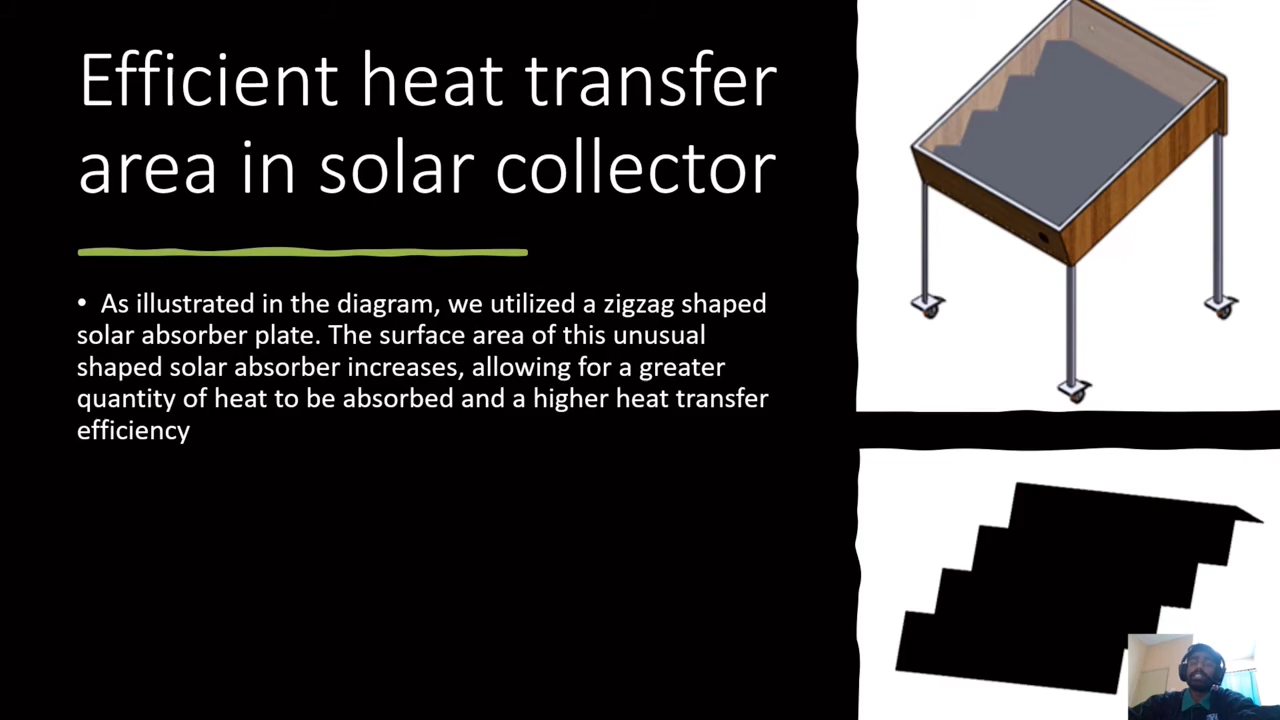 Efficient heat transfer
area in solar collector
• As illustrated in the diagram, we utilized a zigzag shaped
solar absorber plate. The surface area of this unusual
shaped solar absorber increases, allowing for a greater
quantity of heat to be absorbed and a higher heat transfer
efficiency